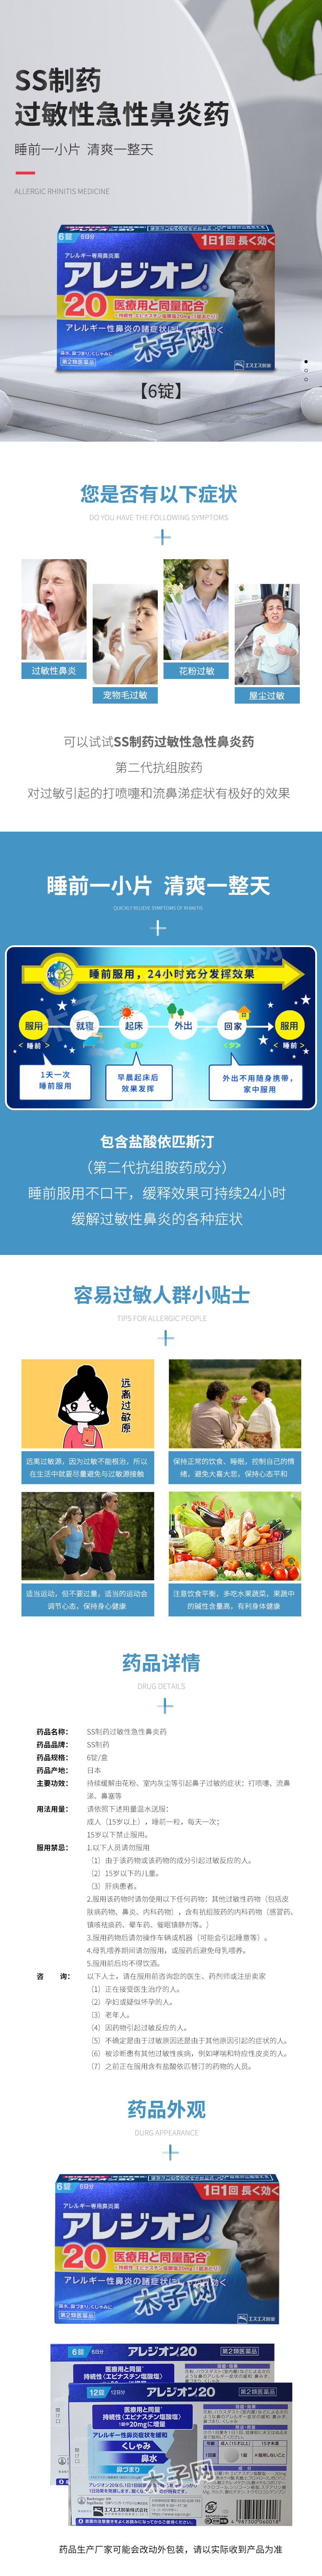 SS制药
过敏性急性鼻炎药
睡前一小片 清爽一整天
ALLERGIC RHINITIS MEDICINE
6錠 6日分
1日1回 長く効く
アレルギー専用鼻炎薬
アレジオン
20
医療用と同量配合
アレルギー性鼻炎の諸症状に
鼻水、鼻づまり、くしゃみに
第2類医薬品
エスエス製薬
木子网
【6锭】
您是否有以下症状
DO YOU HAVE THE FOLLOWING SYMPTOMS
过敏性鼻炎
宠物毛过敏
花粉过敏
屋尘过敏
可以试试SS制药过敏性急性鼻炎药
第二代抗组胺药
对过敏引起的打喷嚏和流鼻涕症状有极好的效果
睡前一小片 清爽一整天
QUICKLY RELIEVE SYMPTOMS OF RHINITIS
24
睡前服用，24小时充分发挥效果
服用
就寝
起床
外出
回家
服用
< 睡前 >
< 睡前 >
1天一次
睡前服用
早晨起床后
效果发挥
外出不用随身携带，
家中服用
包含盐酸依匹斯汀
（第二代抗组胺药成分）
睡前服用不口干，缓释效果可持续24小时
缓解过敏性鼻炎的各种症状
容易过敏人群小贴士
TIPS FOR ALLERGIC PEOPLE
远离过敏原
远离过敏源，因为过敏不能根治，所以
在生活中就要尽量避免与过敏源接触
保持正常的饮食、睡眠，控制自己的情
绪，避免大喜大悲，保持心态平和
适当运动，但不要过量，适当的运动会
调节心态，保持身心健康
注意饮食平衡，多吃水果蔬菜，果蔬中
的碱性含量高，有利身体健康
药品详情
DRUG DETAILS
药品名称： SS制药过敏性急性鼻炎药
药品品牌： SS制药
药品规格： 6锭/盒
药品产地： 日本
主要功效： 持续缓解由花粉、室内灰尘等引起鼻子过敏的症状：打喷嚏、流鼻
涕、鼻塞等
用法用量： 请依照下述用量温水送服：
成人（15岁以上），睡前一粒，每天一次；
15岁以下禁止服用。
服用禁忌： 1.以下人员请勿服用
（1）由于该药物或该药物的成分引起过敏反应的人。
（2）15岁以下的儿童。
（3）肝病患者。
2.服用该药物时请勿使用以下任何药物：其他过敏性药物（包括皮
肤病药物、鼻炎、内科药物），含有抗组胺药的内科药物（感冒药、
镇咳祛痰药、晕车药、催眠镇静剂等。）
3.服用药物后请勿操作车辆或机器（可能会引起睡意等）。
4.母乳喂养期间请勿服用，或服药后避免母乳喂养。
5.服用前后均不得饮酒。
咨 询： 以下人士，请在服用前咨询您的医生、药剂师或注册卖家
（1）正在接受医生治疗的人。
（2）孕妇或疑似怀孕的人。
（3）老年人。
（4）因药物引起过敏反应的人。
（5）不确定是由于过敏原因还是由于其他原因引起的症状的人。
（6）被诊断患有其他过敏性疾病，例如哮喘和特应性皮炎的人。
（7）之前正在服用含有盐酸依匹替汀的药物的人员。
药品外观
DURG APPEARANCE
6錠 6日分
1日1回 長く効く
アレルギー専用鼻炎薬
アレジオン
20
医療用と同量配合
アレルギー性鼻炎の諸症状に
鼻水、鼻づまり、くしゃみに
第2類医薬品
エスエス製薬
木子网
6錠 6日分
アレジオン20
第2類医薬品
医療用と同量
12錠 12日分
アレジオン20
第2類医薬品
医療用と同量
持続性〈エピナスチン塩酸塩〉
1錠中20mgに増量
アレルギー性鼻炎症状を緩和
くしゃみ
鼻水
鼻づまり
エスエス製薬株式会社
木子网
4 987300 060018
药品生产厂家可能会改动外包装，请以实际收到产品为准